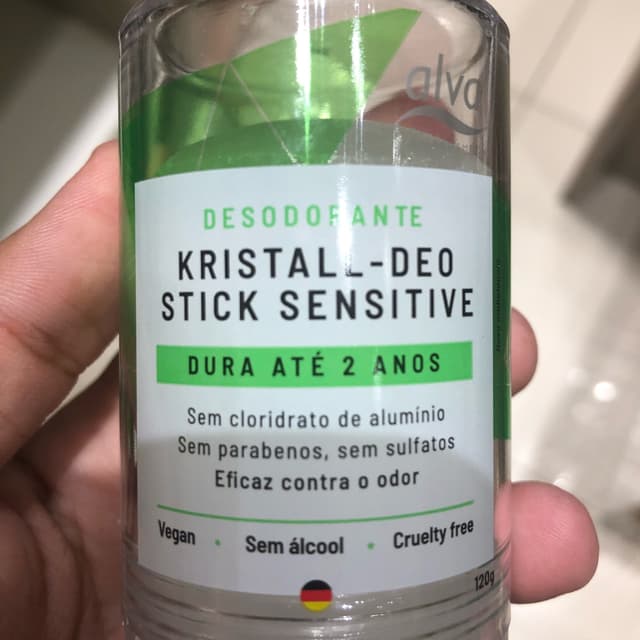 alva
DESODORANTE
KRISTALL-DEO
STICK SENSITIVE
DURA ATÉ 2 ANOS
Sem cloridrato de alumínio
Sem parabenos, sem sulfatos
Eficaz contra o odor
Vegan • Sem álcool • Cruelty free
120g